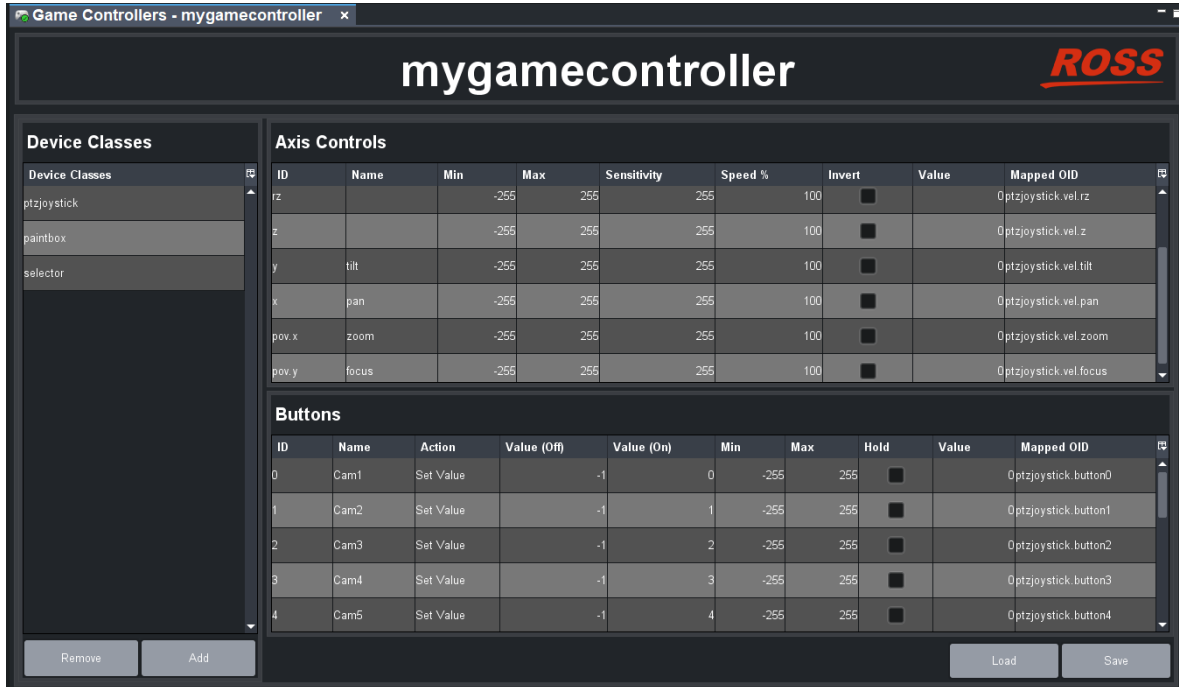 Game Controllers - mygamecontroller ×
mygamecontroller
ROSS
Device Classes
Device Classes
ptzjoystick
paintbox
selector
Remove Add
Axis Controls
ID Name Min Max Sensitivity Speed % Invert Value Mapped OID
rz -255 255 255 100 0 ptzjoystick.vel.rz
z -255 255 255 100 0 ptzjoystick.vel.z
y tilt -255 255 255 100 0 ptzjoystick.vel.tilt
x pan -255 255 255 100 0 ptzjoystick.vel.pan
pov.x zoom -255 255 255 100 0 ptzjoystick.vel.zoom
pov.y focus -255 255 255 100 0 ptzjoystick.vel.focus
Buttons
ID Name Action Value (Off) Value (On) Min Max Hold Value Mapped OID
0 Cam1 Set Value -1 0 -255 255 0 ptzjoystick.button0
1 Cam2 Set Value -1 1 -255 255 0 ptzjoystick.button1
2 Cam3 Set Value -1 2 -255 255 0 ptzjoystick.button2
3 Cam4 Set Value -1 3 -255 255 0 ptzjoystick.button3
4 Cam5 Set Value -1 4 -255 255 0 ptzjoystick.button4
Load Save